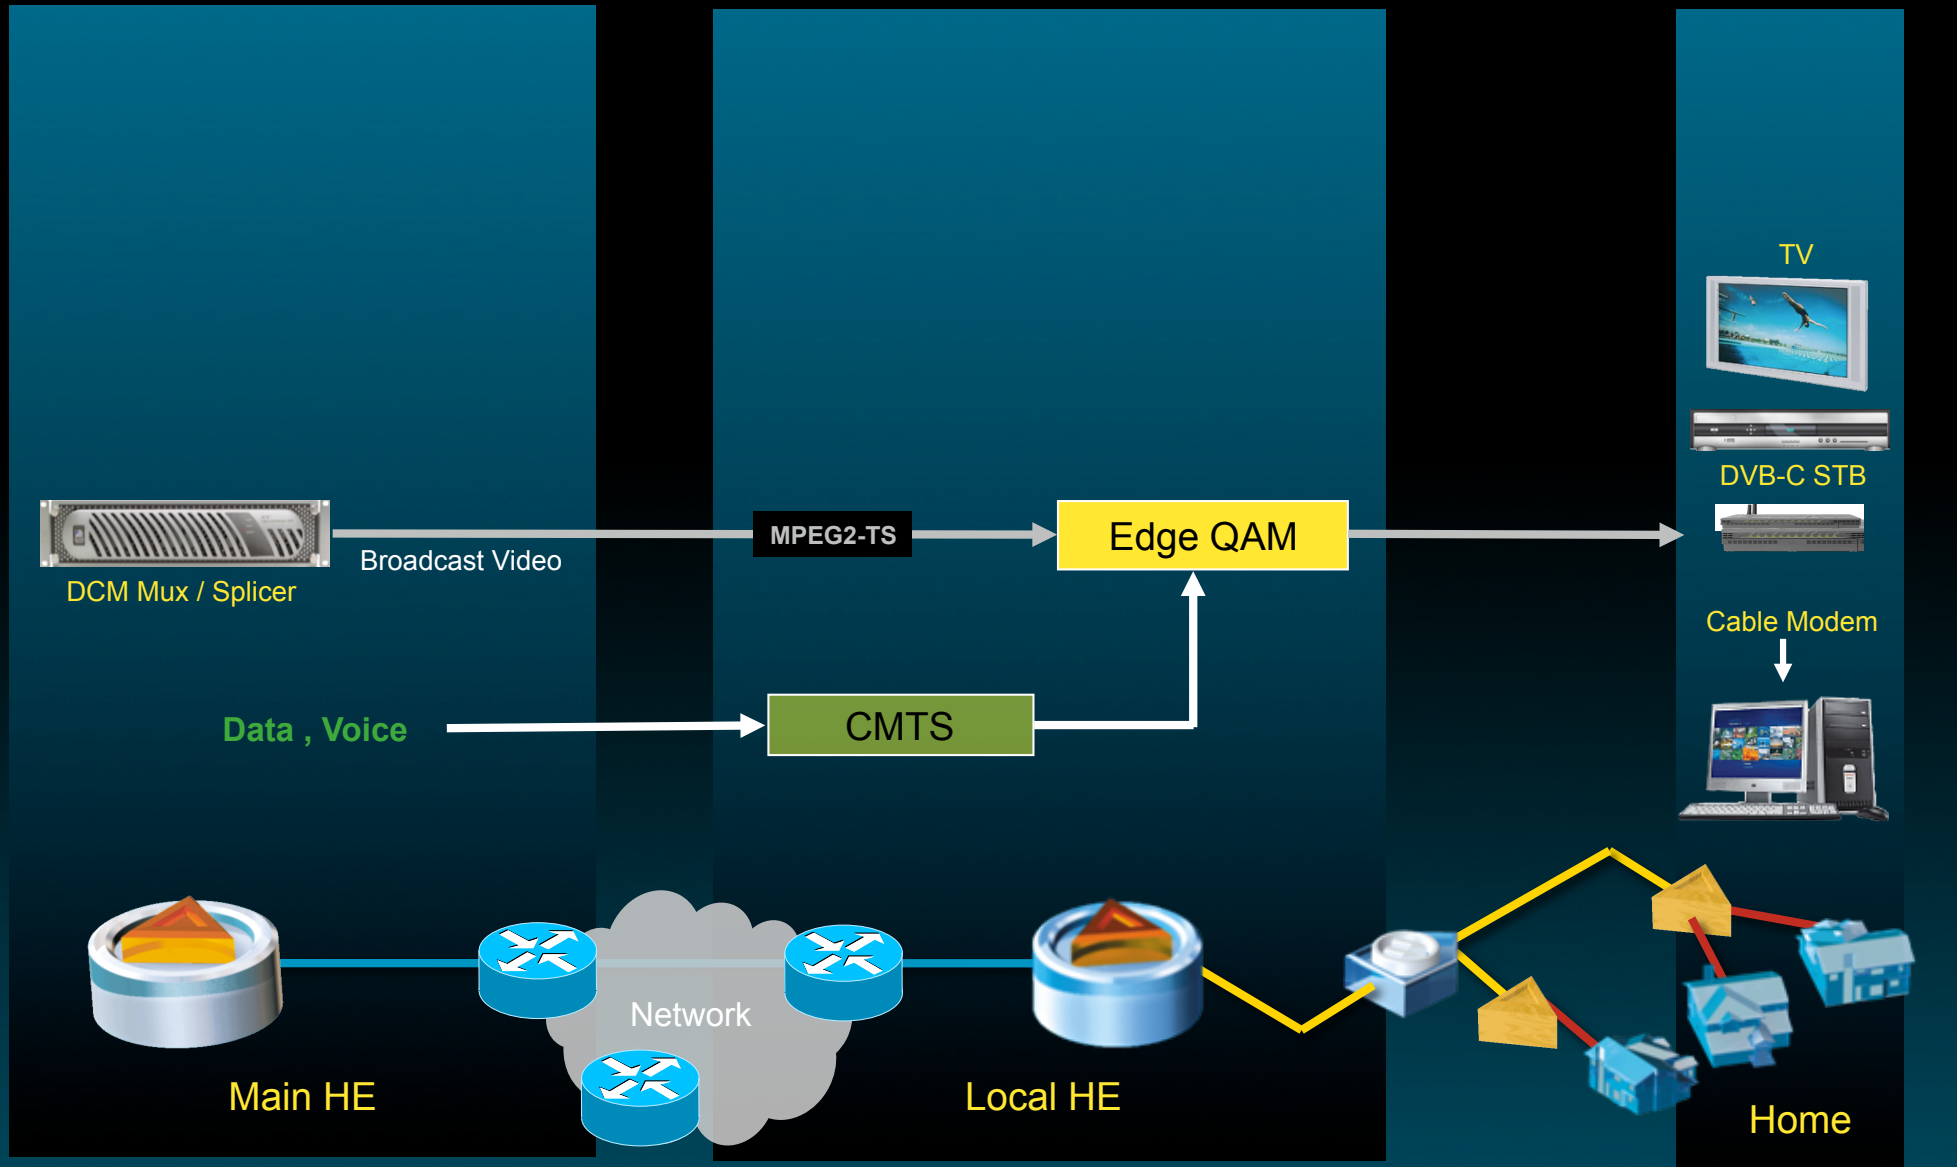 TV
DVB-C STB
MPEG2-TS
Edge QAM
Broadcast Video
DCM Mux / Splicer
Cable Modem
Data , Voice
CMTS
Network
Main HE
Local HE
Home